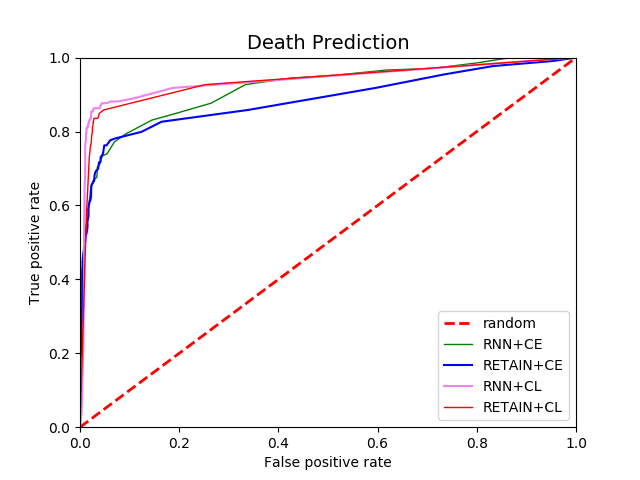 Death Prediction
True positive rate
1.0
0.8
0.6
0.4
0.2
0.0
0.0 0.2 0.4 0.6 0.8 1.0
False positive rate
random
RNN+CE
RETAIN+CE
RNN+CL
RETAIN+CL